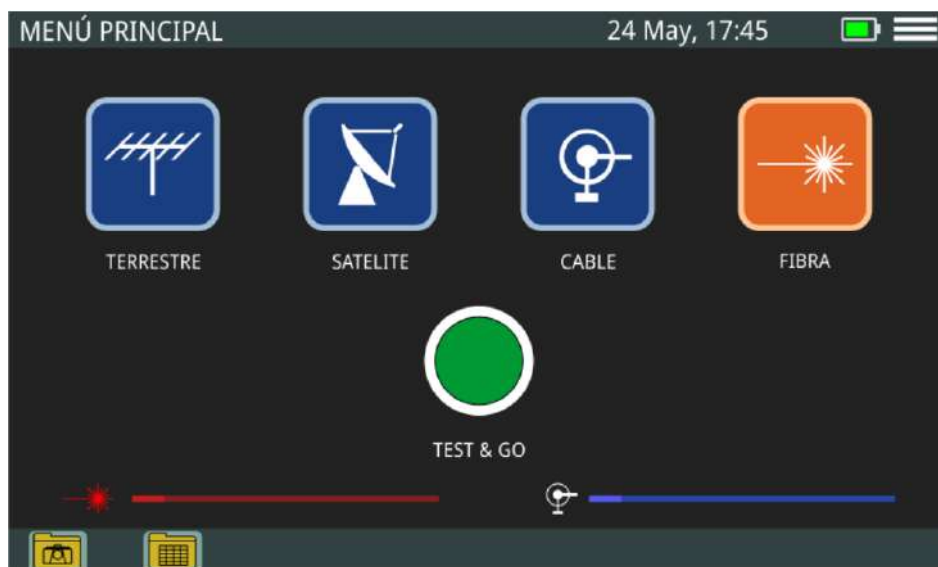 MENÚ PRINCIPAL 24 May, 17:45
TERRESTRE SATELITE CABLE FIBRA
TEST & GO